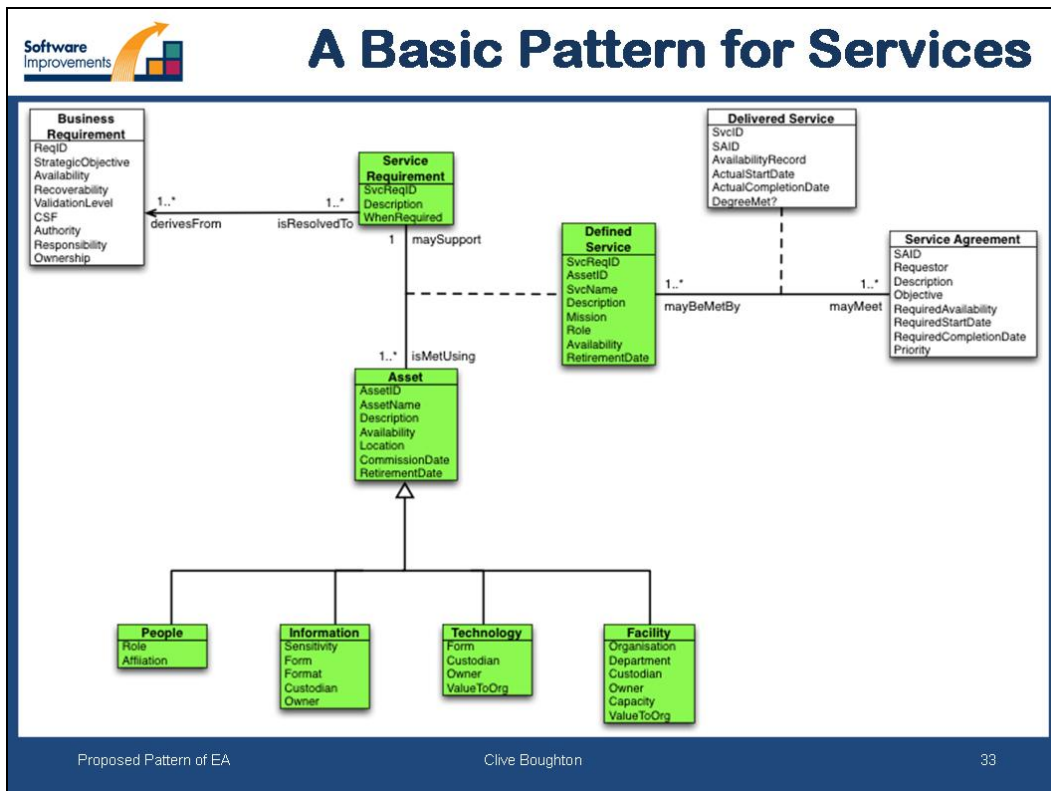 Software
Improvements
A Basic Pattern for Services
Business
Requirement
ReqID
StrategicObjective
Availability
Recoverability
ValidationLevel
CSF
Authority
Responsibility
Ownership
1..*
derivesFrom
1..*
isResolvedTo
Service
Requirement
SvcReqID
Description
WhenRequired
1
maySupport
1..*
isMetUsing
Defined
Service
SvcReqID
AssetID
SvcName
Description
Mission
Role
Availability
RetirementDate
1..*
mayBeMetBy
1..*
mayMeet
Delivered Service
SvcID
SAID
AvailabilityRecord
ActualStartDate
ActualCompletionDate
DegreeMet?
Service Agreement
SAID
Requestor
Description
Objective
RequiredAvailability
RequiredStartDate
RequiredCompletionDate
Priority
Asset
AssetID
AssetName
Description
Availability
Location
CommissionDate
RetirementDate
People
Role
Affiliation
Information
Sensitivity
Form
Format
Custodian
Owner
Technology
Form
Custodian
Owner
ValueToOrg
Facility
Organisation
Department
Custodian
Owner
Capacity
ValueToOrg
Proposed Pattern of EA
Clive Boughton
33